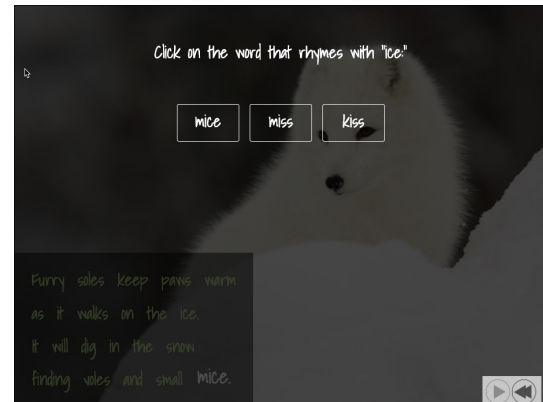 Click on the word that rhymes with "ice:"
mice
miss
kiss
Furry soles keep paws warm
as it walks on the ice.
It will dig in the snow
finding voles and small mice.